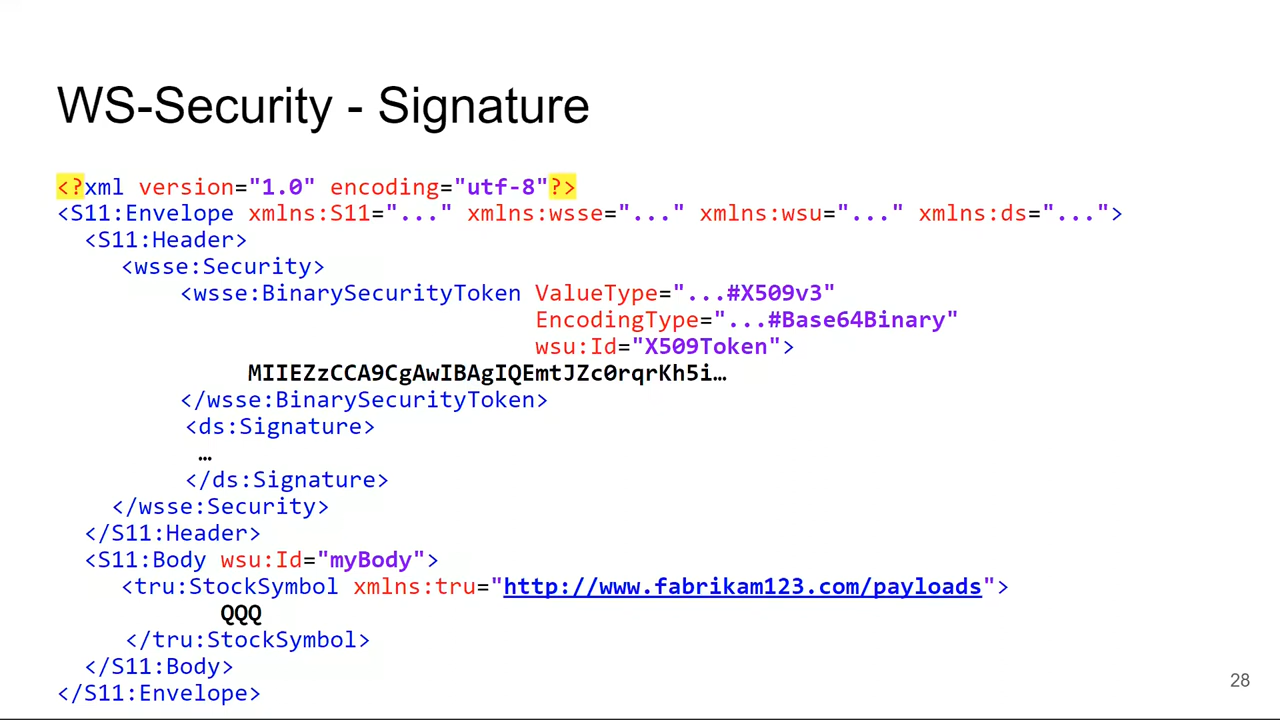 WS-Security - Signature
<?xml version="1.0" encoding="utf-8"?>
<S11:Envelope xmlns:S11="..." xmlns:wsse="..." xmlns:wsu="..." xmlns:ds="...">
<S11:Header>
<wsse:Security>
<wsse:BinarySecurityToken ValueType="...#X509v3"
EncodingType="...#Base64Binary"
wsu:Id="X509Token">
MIIEZzCCA9CgAwIBAgIQEmtJZc0rqrKh5i…
</wsse:BinarySecurityToken>
<ds:Signature>
…
</ds:Signature>
</wsse:Security>
</S11:Header>
<S11:Body wsu:Id="myBody">
<tru:StockSymbol xmlns:tru="http://www.fabrikam123.com/payloads">
QQQ
</tru:StockSymbol>
</S11:Body>
</S11:Envelope>
28